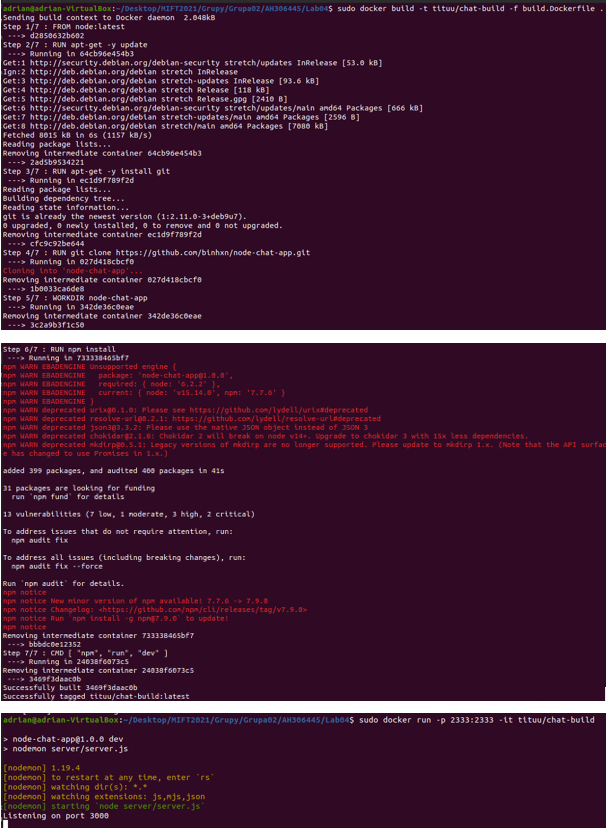 adrian@adrian-VirtualBox:~/Desktop/MIFT2021/Grupy/Grupa02/AH306445/Lab04$ sudo docker build -t tituu/chat-build -f build.Dockerfile .
Sending build context to Docker daemon  2.048kB
Step 1/7 : FROM node:latest
 ---> d2850632b602
Step 2/7 : RUN apt-get -y update
 ---> Running in 64cb96e454b3
Get:1 http://security.debian.org/debian-security stretch/updates InRelease [53.0 kB]
Ign:2 http://deb.debian.org/debian stretch InRelease
Get:3 http://deb.debian.org/debian stretch-updates InRelease [93.6 kB]
Get:4 http://deb.debian.org/debian stretch Release [118 kB]
Get:5 http://deb.debian.org/debian stretch Release.gpg [2410 B]
Get:6 http://security.debian.org/debian-security stretch/updates/main amd64 Packages [666 kB]
Get:7 http://deb.debian.org/debian stretch-updates/main amd64 Packages [2596 B]
Get:8 http://deb.debian.org/debian stretch/main amd64 Packages [7080 kB]
Fetched 8015 kB in 6s (1157 kB/s)
Reading package lists...
Removing intermediate container 64cb96e454b3
 ---> 2ad5b9534221
Step 3/7 : RUN apt-get -y install git
 ---> Running in ec1d9f789f2d
Reading package lists...
Building dependency tree...
Reading state information...
git is already the newest version (1:2.11.0-3+deb9u7).
0 upgraded, 0 newly installed, 0 to remove and 0 not upgraded.
Removing intermediate container ec1d9f789f2d
 ---> cfc9c92be644
Step 4/7 : RUN git clone https://github.com/binhxn/node-chat-app.git
 ---> Running in 027d418cbcf0
Cloning into 'node-chat-app'...
Removing intermediate container 027d418cbcf0
 ---> 1b0033ca6de8
Step 5/7 : WORKDIR node-chat-app
 ---> Running in 342de36c0eae
Removing intermediate container 342de36c0eae
 ---> 3c2a9b3f1c50
Step 6/7 : RUN npm install
 ---> Running in 733338465bf7
npm WARN EBADENGINE Unsupported engine {
npm WARN EBADENGINE   package: 'node-chat-app@1.0.0',
npm WARN EBADENGINE   required: { node: '6.2.2' },
npm WARN EBADENGINE   current: { node: 'v15.14.0', npm: '7.7.6' }
npm WARN EBADENGINE }
npm WARN deprecated urix@0.1.0: Please see https://github.com/lydell/urix#deprecated
npm WARN deprecated resolve-url@0.2.1: https://github.com/lydell/resolve-url#deprecated
npm WARN deprecated json3@3.3.2: Please use the native JSON object instead of JSON 3
npm WARN deprecated chokidar@2.1.8: Chokidar 2 will break on node v14+. Upgrade to chokidar 3 with 15x less dependencies.
npm WARN deprecated mkdirp@0.5.1: Legacy versions of mkdirp are no longer supported. Please update to mkdirp 1.x. (Note that the API surfac
e has changed to use Promises in 1.x.)
added 399 packages, and audited 400 packages in 41s
31 packages are looking for funding
  run `npm fund` for details
13 vulnerabilities (7 low, 1 moderate, 3 high, 2 critical)
To address issues that do not require attention, run:
  npm audit fix
To address all issues (including breaking changes), run:
  npm audit fix --force
Run `npm audit` for details.
npm notice
npm notice New minor version of npm available! 7.7.6 -> 7.9.0
npm notice Changelog: <https://github.com/npm/cli/releases/tag/v7.9.0>
npm notice Run `npm install -g npm@7.9.0` to update!
npm notice
Removing intermediate container 733338465bf7
 ---> bbbdc0e12352
Step 7/7 : CMD [ "npm", "run", "dev" ]
 ---> Running in 24038f6073c5
Removing intermediate container 24038f6073c5
 ---> 3469f3daac0b
Successfully built 3469f3daac0b
Successfully tagged tituu/chat-build:latest
adrian@adrian-VirtualBox:~/Desktop/MIFT2021/Grupy/Grupa02/AH306445/Lab04$ sudo docker run -p 2333:2333 -it tituu/chat-build
> node-chat-app@1.0.0 dev
> nodemon server/server.js
[nodemon] 1.19.4
[nodemon] to restart at any time, enter `rs`
[nodemon] watching dir(s): *.*
[nodemon] watching extensions: js,mjs,json
[nodemon] starting `node server/server.js`
Listening on port 3000